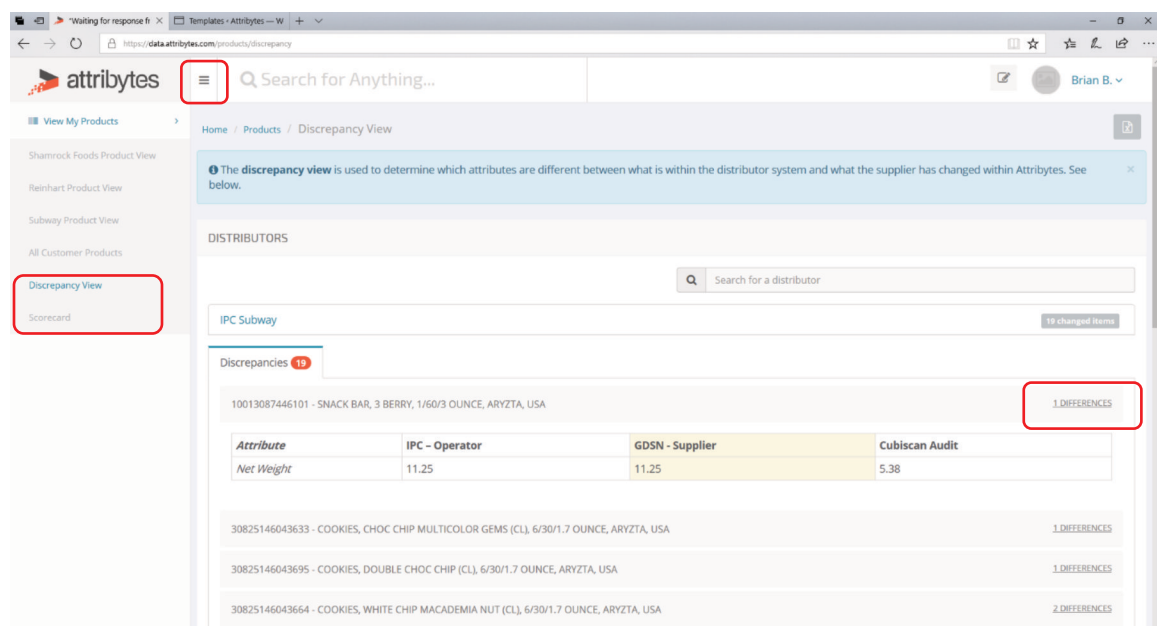 "Waiting for response fr
Templates ‹ Attribytes — W
https://data.attribytes.com/products/discrepancy
attribytes
Search for Anything...
Brian B.
View My Products
Shamrock Foods Product View
Reinhart Product View
Subway Product View
All Customer Products
Discrepancy View
Scorecard
Home / Products / Discrepancy View
The discrepancy view is used to determine which attributes are different between what is within the distributor system and what the supplier has changed within Attribytes. See
below.
DISTRIBUTORS
Search for a distributor
IPC Subway
19 changed items
Discrepancies 19
10013087446101 - SNACK BAR, 3 BERRY, 1/60/3 OUNCE, ARYZTA, USA
1 DIFFERENCES
Attribute IPC – Operator GDSN - Supplier Cubiscan Audit
Net Weight 11.25 11.25 5.38
30825146043633 - COOKIES, CHOC CHIP MULTICOLOR GEMS (CL), 6/30/1.7 OUNCE, ARYZTA, USA
1 DIFFERENCES
30825146043695 - COOKIES, DOUBLE CHOC CHIP (CL), 6/30/1.7 OUNCE, ARYZTA, USA
1 DIFFERENCES
30825146043664 - COOKIES, WHITE CHIP MACADEMIA NUT (CL), 6/30/1.7 OUNCE, ARYZTA, USA
2 DIFFERENCES